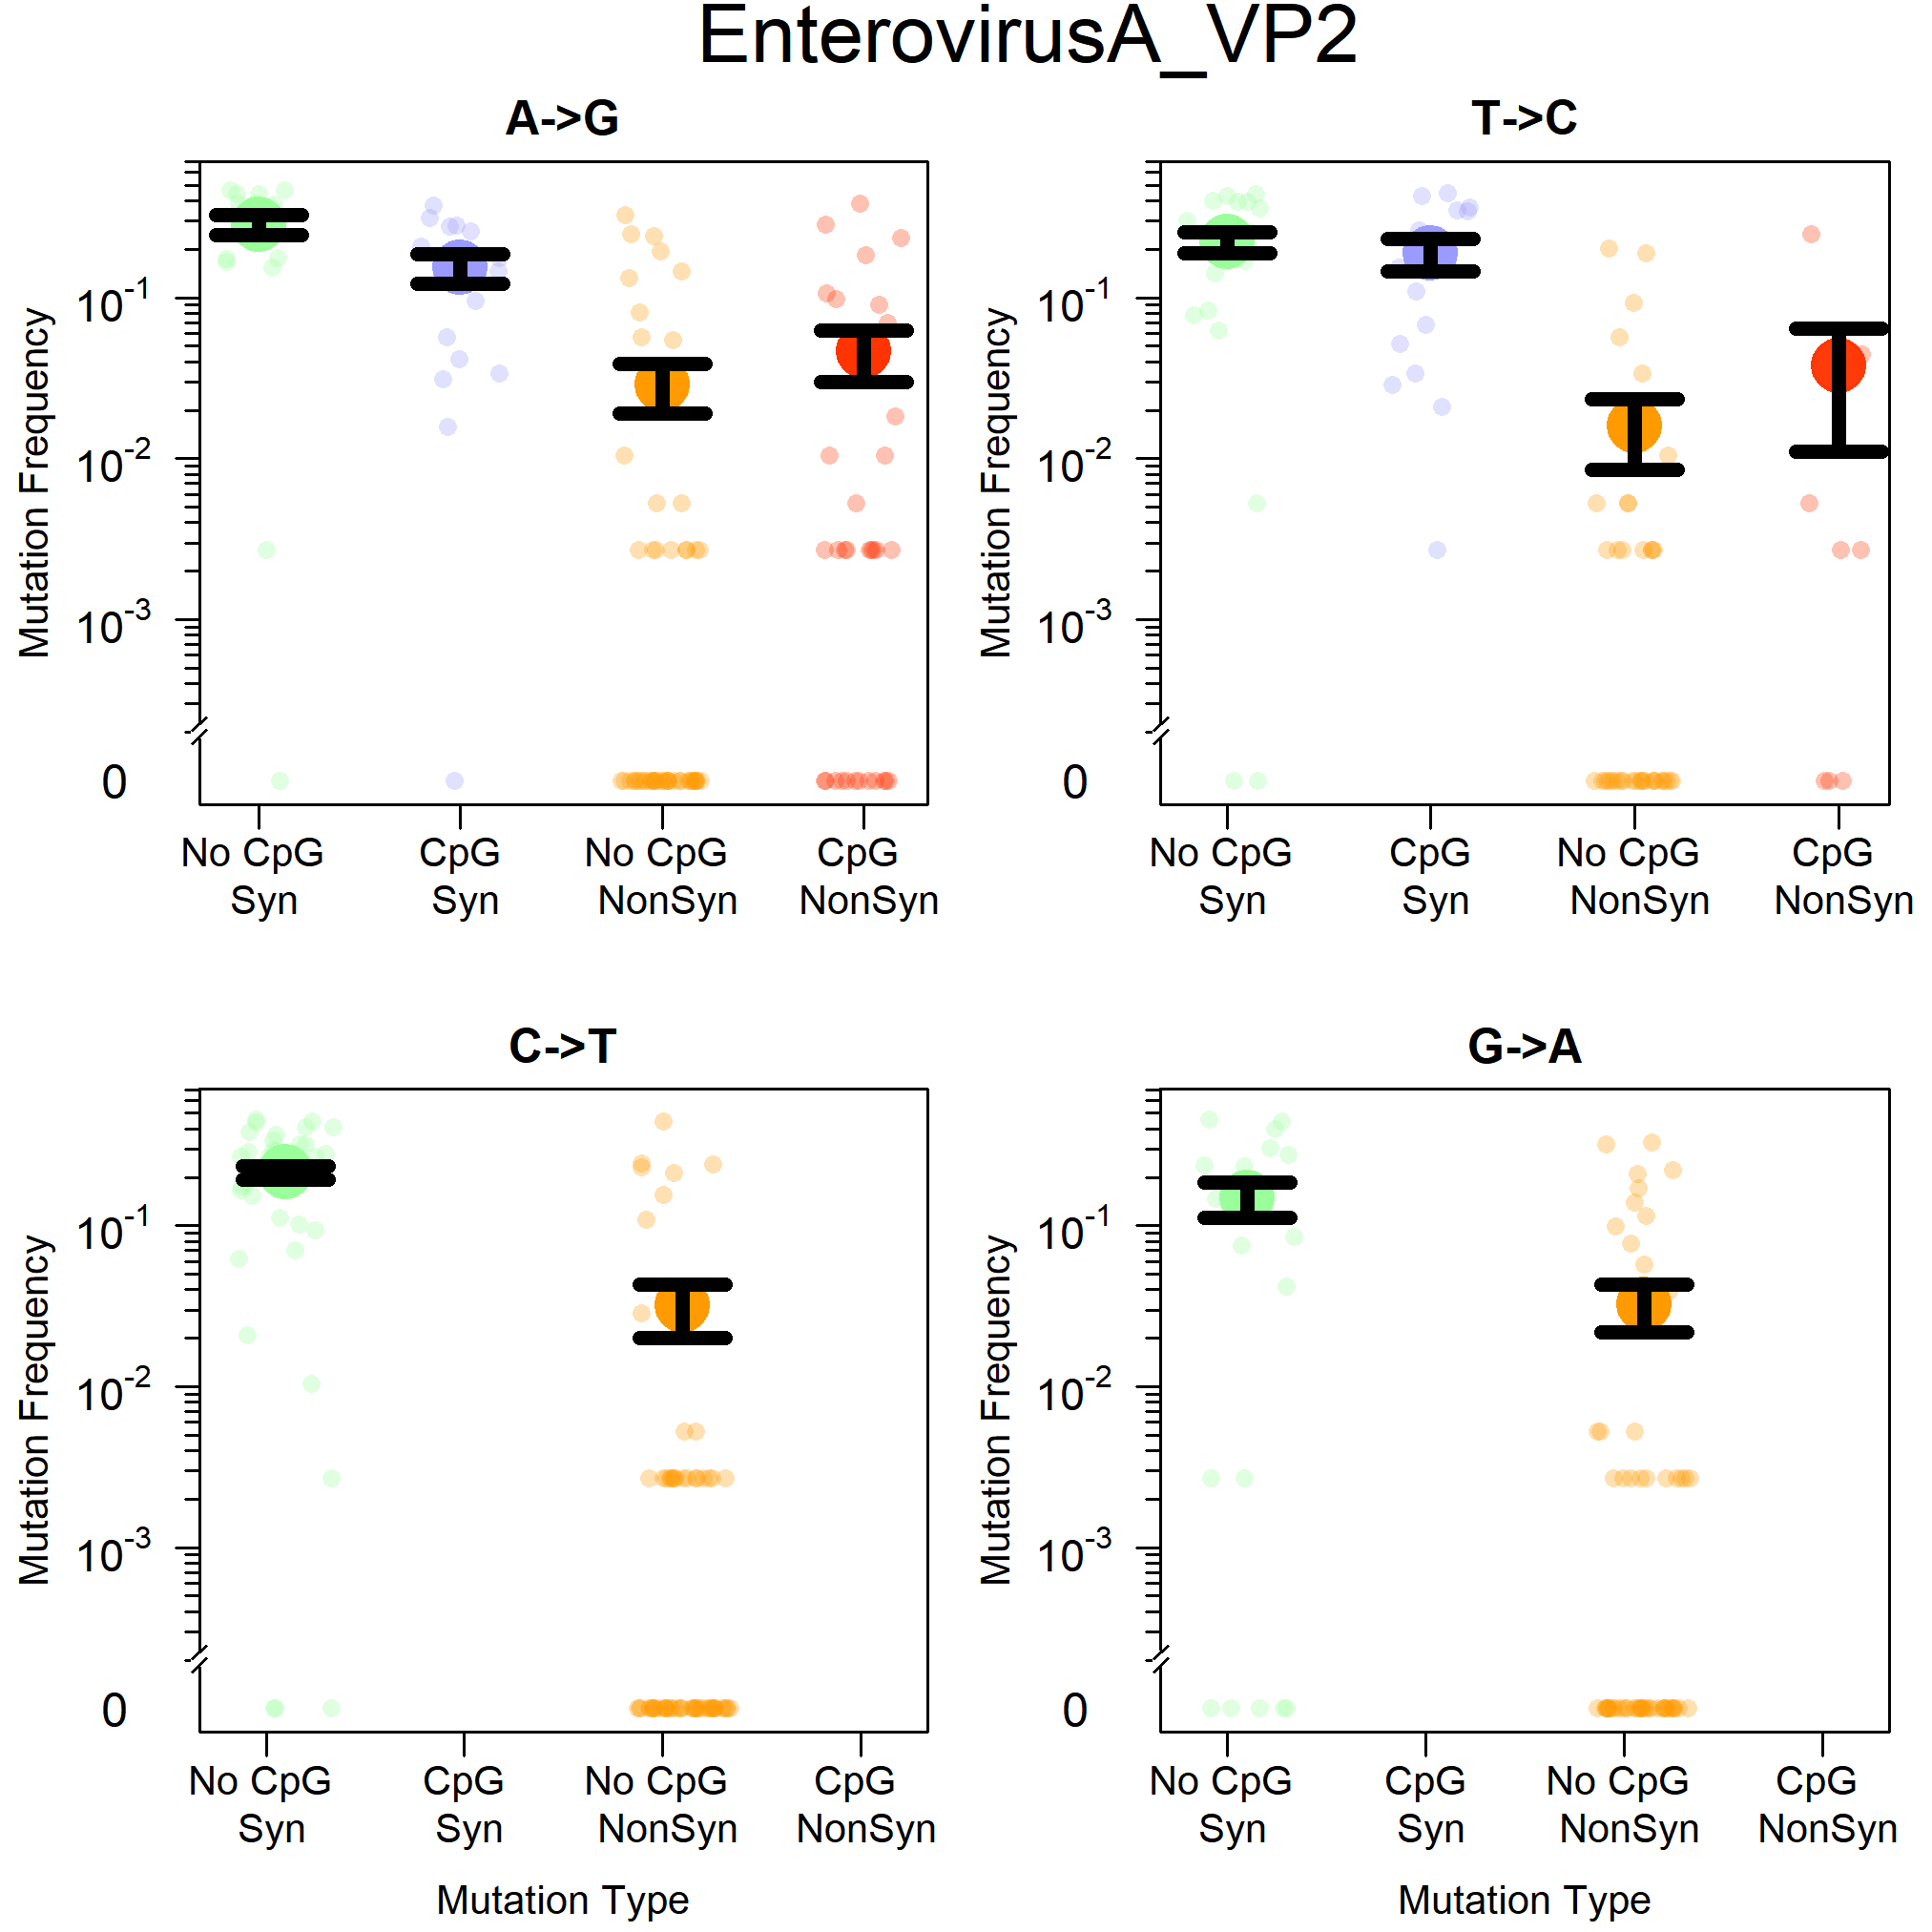 EnterovirusA_VP2
A->G
Mutation Frequency
10^-1
10^-2
10^-3
0
No CpG CpG No CpG CpG
Syn Syn NonSyn NonSyn
T->C
Mutation Frequency
10^-1
10^-2
10^-3
0
No CpG CpG No CpG CpG
Syn Syn NonSyn NonSyn
C->T
Mutation Frequency
10^-1
10^-2
10^-3
0
No CpG CpG No CpG CpG
Syn Syn NonSyn NonSyn
Mutation Type
G->A
Mutation Frequency
10^-1
10^-2
10^-3
0
No CpG CpG No CpG CpG
Syn Syn NonSyn NonSyn
Mutation Type